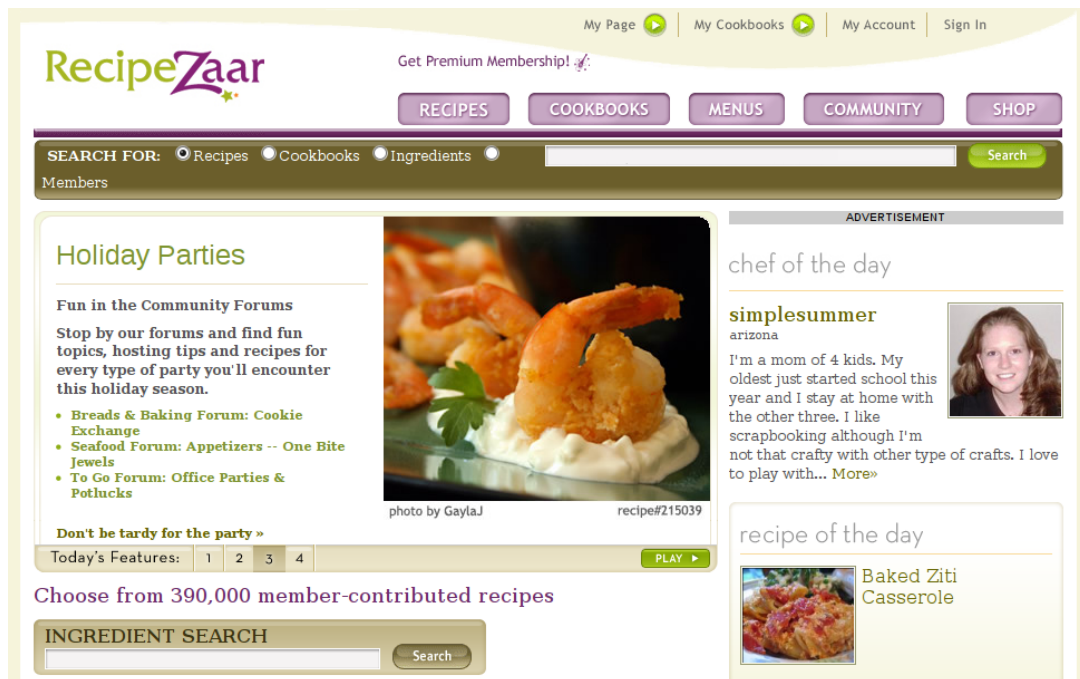 My Page
My Cookbooks
My Account
Sign In
RecipeZaar
Get Premium Membership!
RECIPES
COOKBOOKS
MENUS
COMMUNITY
SHOP
SEARCH FOR: Recipes Cookbooks Ingredients
Members
Search
Holiday Parties
Fun in the Community Forums
Stop by our forums and find fun
topics, hosting tips and recipes for
every type of party you'll encounter
this holiday season.
Breads & Baking Forum: Cookie
Exchange
Seafood Forum: Appetizers -- One Bite
Jewels
To Go Forum: Office Parties &
Potlucks
Don't be tardy for the party »
photo by GaylaJ
recipe#215039
Today's Features: 1 2 3 4
PLAY
Choose from 390,000 member-contributed recipes
INGREDIENT SEARCH
Search
ADVERTISEMENT
chef of the day
simplesummer
arizona
I'm a mom of 4 kids. My
oldest just started school this
year and I stay at home with
the other three. I like
scrapbooking although I'm
not that crafty with other type of crafts. I love
to play with... More»
recipe of the day
Baked Ziti
Casserole